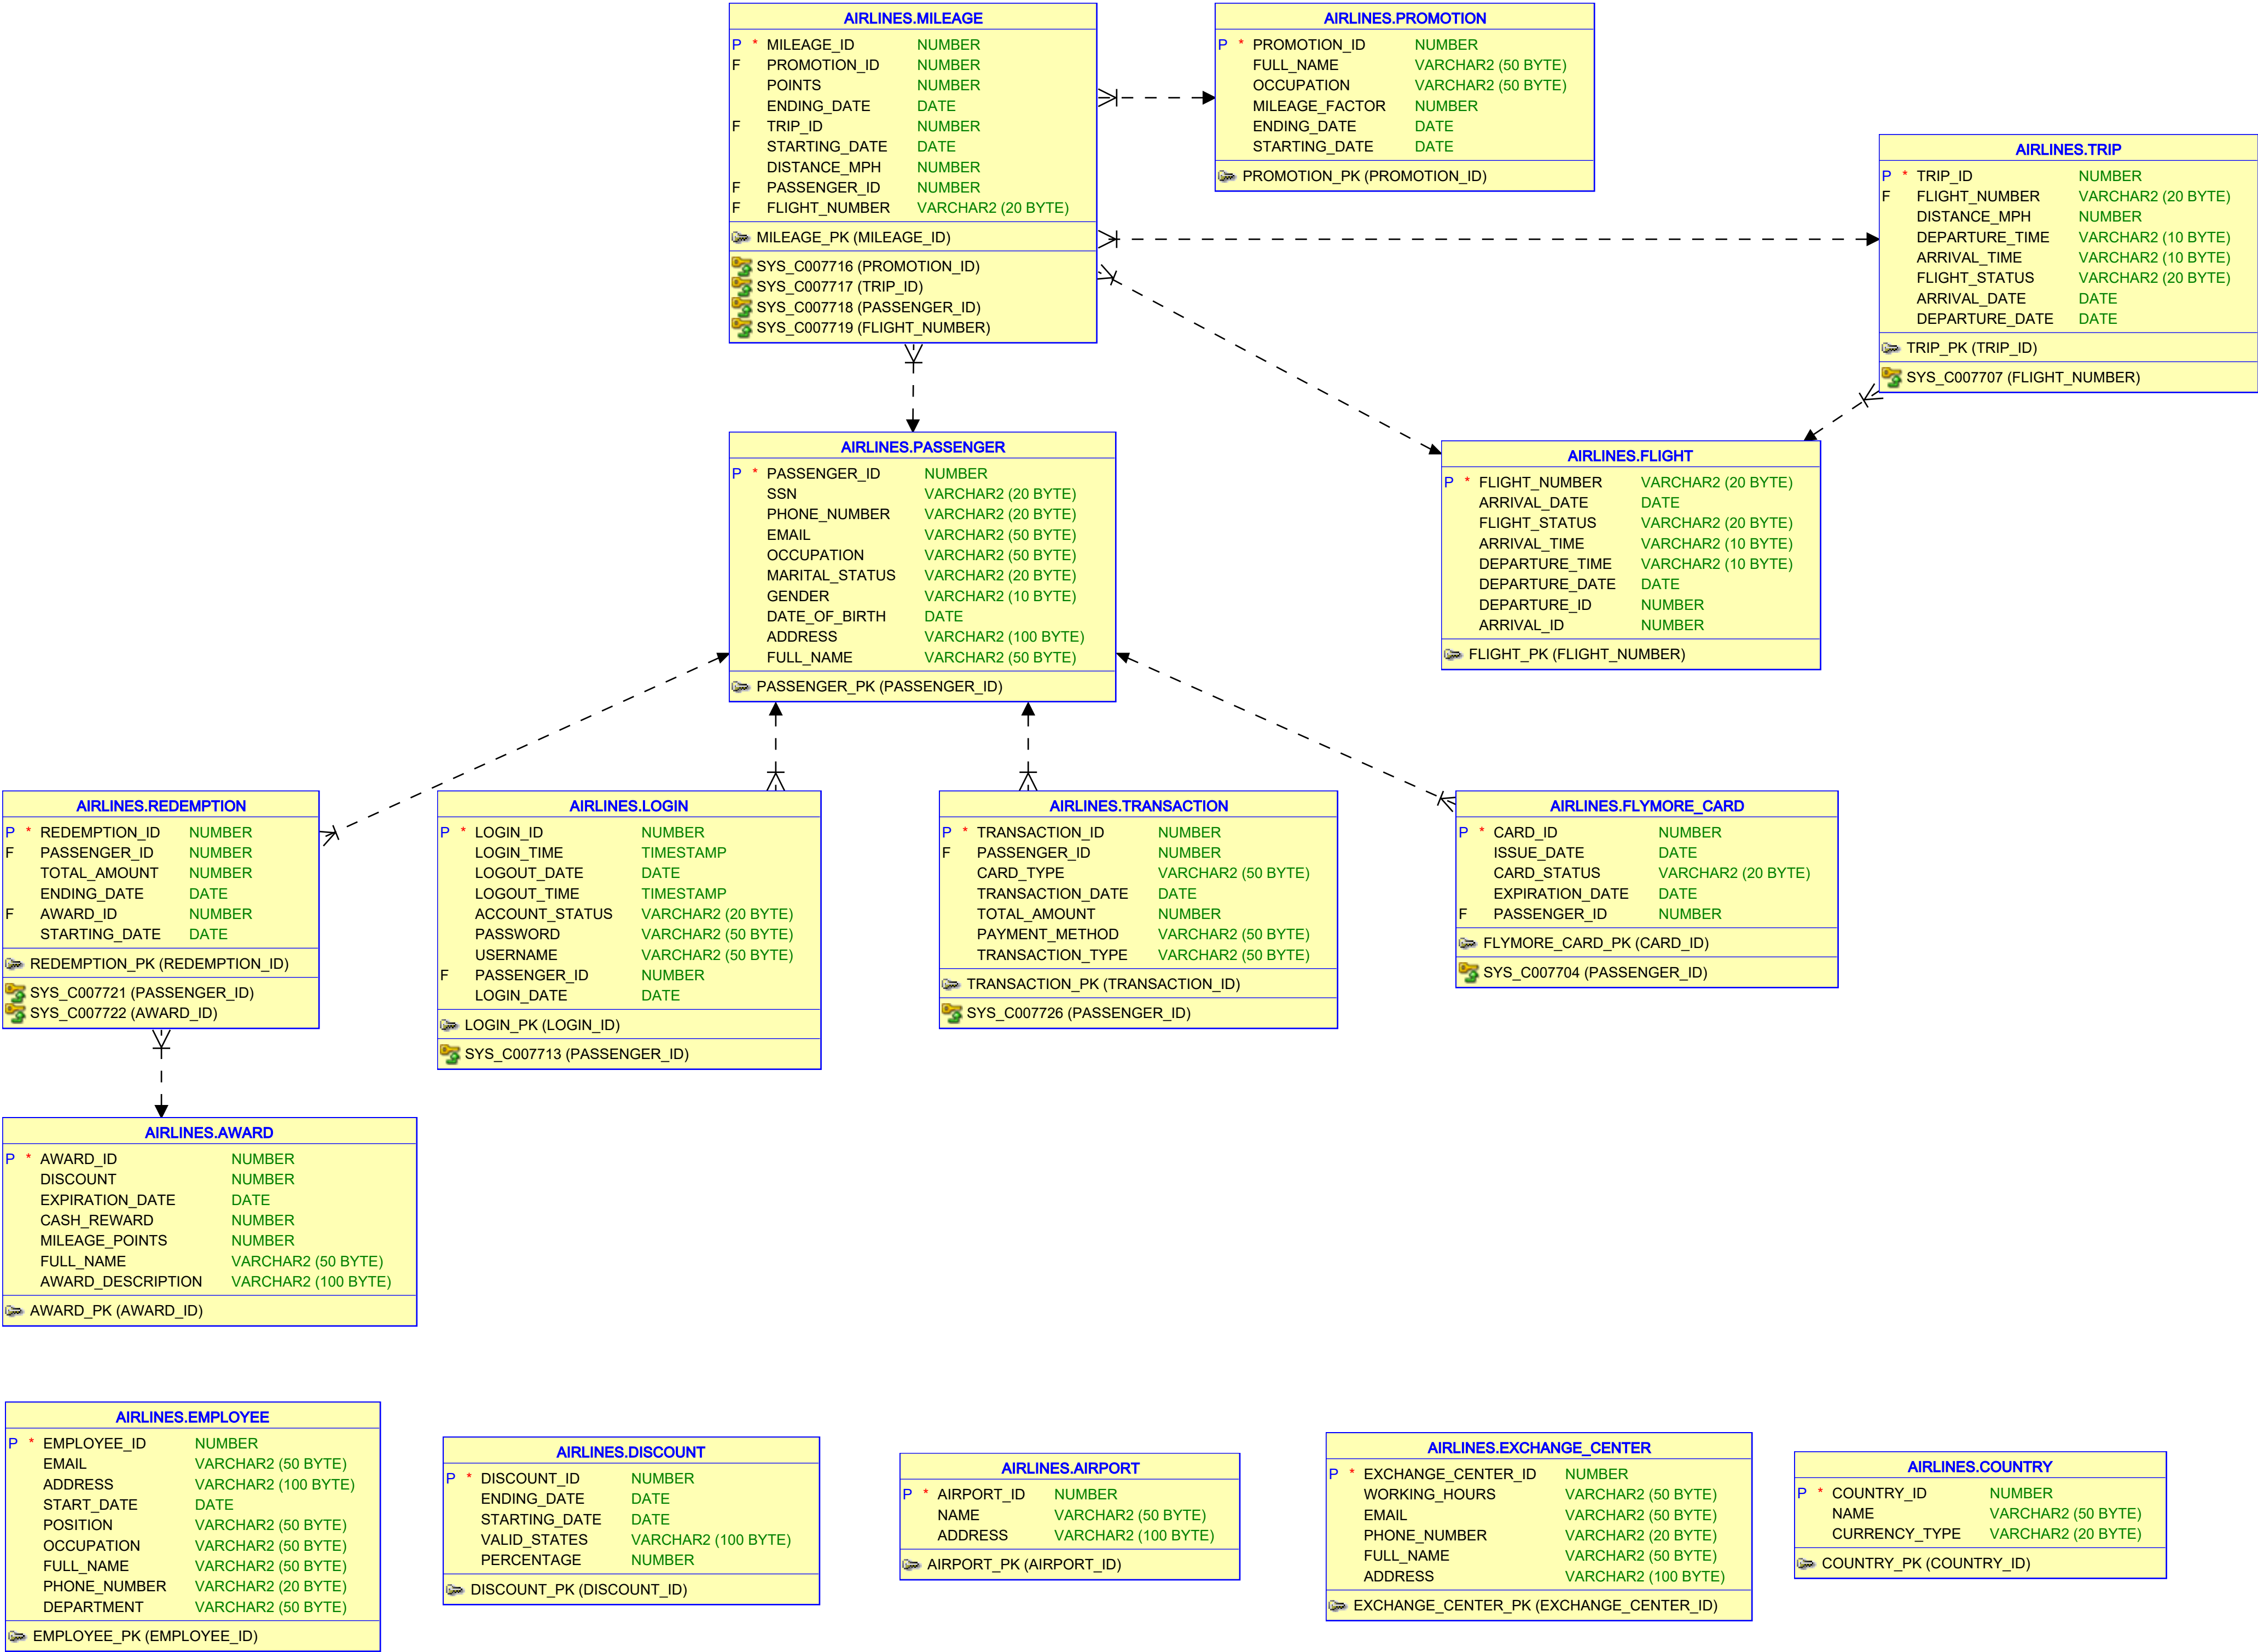 AIRLINES.MILEAGE
P * MILEAGE_ID NUMBER
F PROMOTION_ID NUMBER
POINTS NUMBER
ENDING_DATE DATE
F TRIP_ID NUMBER
STARTING_DATE DATE
DISTANCE_MPH NUMBER
F PASSENGER_ID NUMBER
F FLIGHT_NUMBER VARCHAR2 (20 BYTE)
MILEAGE_PK (MILEAGE_ID)
SYS_C007716 (PROMOTION_ID)
SYS_C007717 (TRIP_ID)
SYS_C007718 (PASSENGER_ID)
SYS_C007719 (FLIGHT_NUMBER)
AIRLINES.PROMOTION
P * PROMOTION_ID NUMBER
FULL_NAME VARCHAR2 (50 BYTE)
OCCUPATION VARCHAR2 (50 BYTE)
MILEAGE_FACTOR NUMBER
ENDING_DATE DATE
STARTING_DATE DATE
PROMOTION_PK (PROMOTION_ID)
AIRLINES.TRIP
P * TRIP_ID NUMBER
F FLIGHT_NUMBER VARCHAR2 (20 BYTE)
DISTANCE_MPH NUMBER
DEPARTURE_TIME VARCHAR2 (10 BYTE)
ARRIVAL_TIME VARCHAR2 (10 BYTE)
FLIGHT_STATUS VARCHAR2 (20 BYTE)
ARRIVAL_DATE DATE
DEPARTURE_DATE DATE
TRIP_PK (TRIP_ID)
SYS_C007707 (FLIGHT_NUMBER)
AIRLINES.PASSENGER
P * PASSENGER_ID NUMBER
SSN VARCHAR2 (20 BYTE)
PHONE_NUMBER VARCHAR2 (20 BYTE)
EMAIL VARCHAR2 (50 BYTE)
OCCUPATION VARCHAR2 (50 BYTE)
MARITAL_STATUS VARCHAR2 (20 BYTE)
GENDER VARCHAR2 (10 BYTE)
DATE_OF_BIRTH DATE
ADDRESS VARCHAR2 (100 BYTE)
FULL_NAME VARCHAR2 (50 BYTE)
PASSENGER_PK (PASSENGER_ID)
AIRLINES.FLIGHT
P * FLIGHT_NUMBER VARCHAR2 (20 BYTE)
ARRIVAL_DATE DATE
FLIGHT_STATUS VARCHAR2 (20 BYTE)
ARRIVAL_TIME VARCHAR2 (10 BYTE)
DEPARTURE_TIME VARCHAR2 (10 BYTE)
DEPARTURE_DATE DATE
DEPARTURE_ID NUMBER
ARRIVAL_ID NUMBER
FLIGHT_PK (FLIGHT_NUMBER)
AIRLINES.REDEMPTION
P * REDEMPTION_ID NUMBER
F PASSENGER_ID NUMBER
TOTAL_AMOUNT NUMBER
ENDING_DATE DATE
F AWARD_ID NUMBER
STARTING_DATE DATE
REDEMPTION_PK (REDEMPTION_ID)
SYS_C007721 (PASSENGER_ID)
SYS_C007722 (AWARD_ID)
AIRLINES.LOGIN
P * LOGIN_ID NUMBER
LOGIN_TIME TIMESTAMP
LOGOUT_DATE DATE
LOGOUT_TIME TIMESTAMP
ACCOUNT_STATUS VARCHAR2 (20 BYTE)
PASSWORD VARCHAR2 (50 BYTE)
USERNAME VARCHAR2 (50 BYTE)
F PASSENGER_ID NUMBER
LOGIN_DATE DATE
LOGIN_PK (LOGIN_ID)
SYS_C007713 (PASSENGER_ID)
AIRLINES.TRANSACTION
P * TRANSACTION_ID NUMBER
F PASSENGER_ID NUMBER
CARD_TYPE VARCHAR2 (50 BYTE)
TRANSACTION_DATE DATE
TOTAL_AMOUNT NUMBER
PAYMENT_METHOD VARCHAR2 (50 BYTE)
TRANSACTION_TYPE VARCHAR2 (50 BYTE)
TRANSACTION_PK (TRANSACTION_ID)
SYS_C007726 (PASSENGER_ID)
AIRLINES.FLYMORE_CARD
P * CARD_ID NUMBER
ISSUE_DATE DATE
CARD_STATUS VARCHAR2 (20 BYTE)
EXPIRATION_DATE DATE
F PASSENGER_ID NUMBER
FLYMORE_CARD_PK (CARD_ID)
SYS_C007704 (PASSENGER_ID)
AIRLINES.AWARD
P * AWARD_ID NUMBER
DISCOUNT NUMBER
EXPIRATION_DATE DATE
CASH_REWARD NUMBER
MILEAGE_POINTS NUMBER
FULL_NAME VARCHAR2 (50 BYTE)
AWARD_DESCRIPTION VARCHAR2 (100 BYTE)
AWARD_PK (AWARD_ID)
AIRLINES.EMPLOYEE
P * EMPLOYEE_ID NUMBER
EMAIL VARCHAR2 (50 BYTE)
ADDRESS VARCHAR2 (100 BYTE)
START_DATE DATE
POSITION VARCHAR2 (50 BYTE)
OCCUPATION VARCHAR2 (50 BYTE)
FULL_NAME VARCHAR2 (50 BYTE)
PHONE_NUMBER VARCHAR2 (20 BYTE)
DEPARTMENT VARCHAR2 (50 BYTE)
EMPLOYEE_PK (EMPLOYEE_ID)
AIRLINES.DISCOUNT
P * DISCOUNT_ID NUMBER
ENDING_DATE DATE
STARTING_DATE DATE
VALID_STATES VARCHAR2 (100 BYTE)
PERCENTAGE NUMBER
DISCOUNT_PK (DISCOUNT_ID)
AIRLINES.AIRPORT
P * AIRPORT_ID NUMBER
NAME VARCHAR2 (50 BYTE)
ADDRESS VARCHAR2 (100 BYTE)
AIRPORT_PK (AIRPORT_ID)
AIRLINES.EXCHANGE_CENTER
P * EXCHANGE_CENTER_ID NUMBER
WORKING_HOURS VARCHAR2 (50 BYTE)
EMAIL VARCHAR2 (50 BYTE)
PHONE_NUMBER VARCHAR2 (20 BYTE)
FULL_NAME VARCHAR2 (50 BYTE)
ADDRESS VARCHAR2 (100 BYTE)
EXCHANGE_CENTER_PK (EXCHANGE_CENTER_ID)
AIRLINES.COUNTRY
P * COUNTRY_ID NUMBER
NAME VARCHAR2 (50 BYTE)
CURRENCY_TYPE VARCHAR2 (20 BYTE)
COUNTRY_PK (COUNTRY_ID)